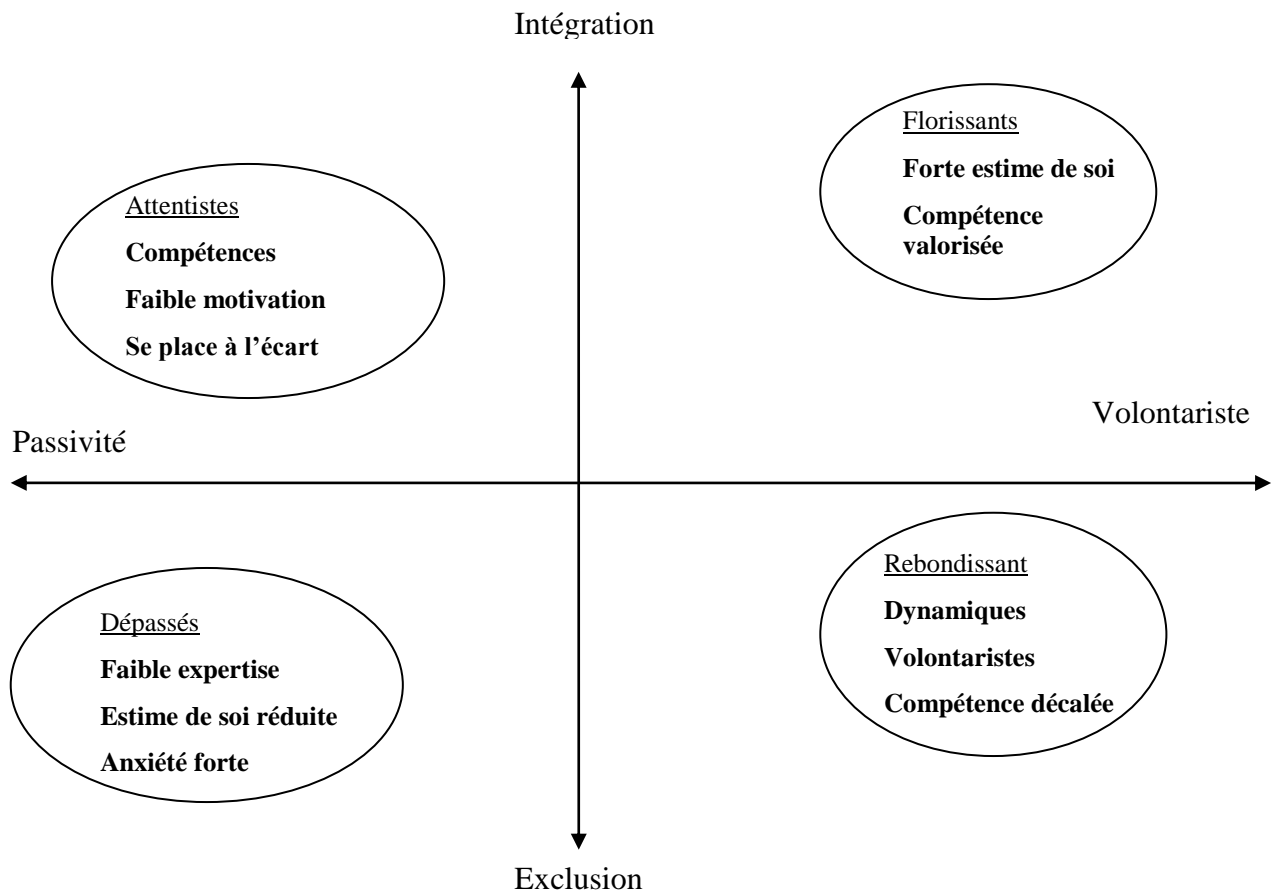 Intégration
Florissants
Forte estime de soi
Compétence
valorisée
Attentistes
Compétences
Faible motivation
Se place à l’écart
Volontariste
Passivité
Rebondissant
Dynamiques
Volontaristes
Compétence décalée
Dépassés
Faible expertise
Estime de soi réduite
Anxiété forte
Exclusion